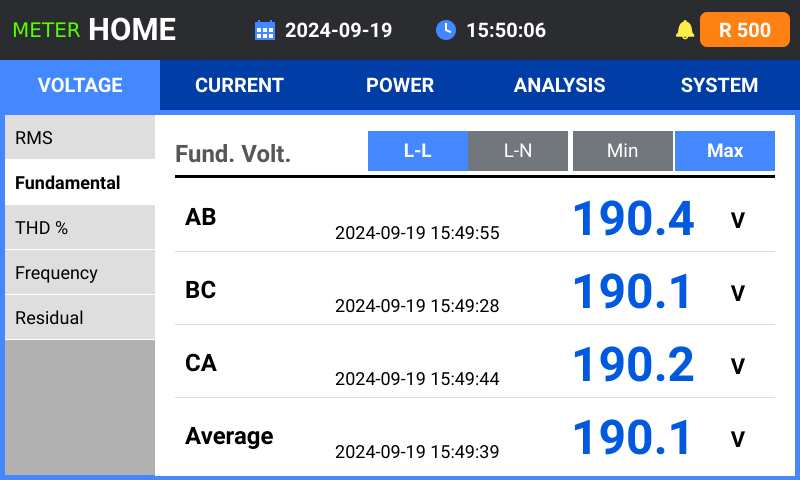 METER HOME 2024-09-19 15:50:06 R 500
VOLTAGE CURRENT POWER ANALYSIS SYSTEM
RMS
Fundamental
THD %
Frequency
Residual
Fund. Volt. L-L L-N Min Max
AB 2024-09-19 15:49:55 190.4 V
BC 2024-09-19 15:49:28 190.1 V
CA 2024-09-19 15:49:44 190.2 V
Average 2024-09-19 15:49:39 190.1 V